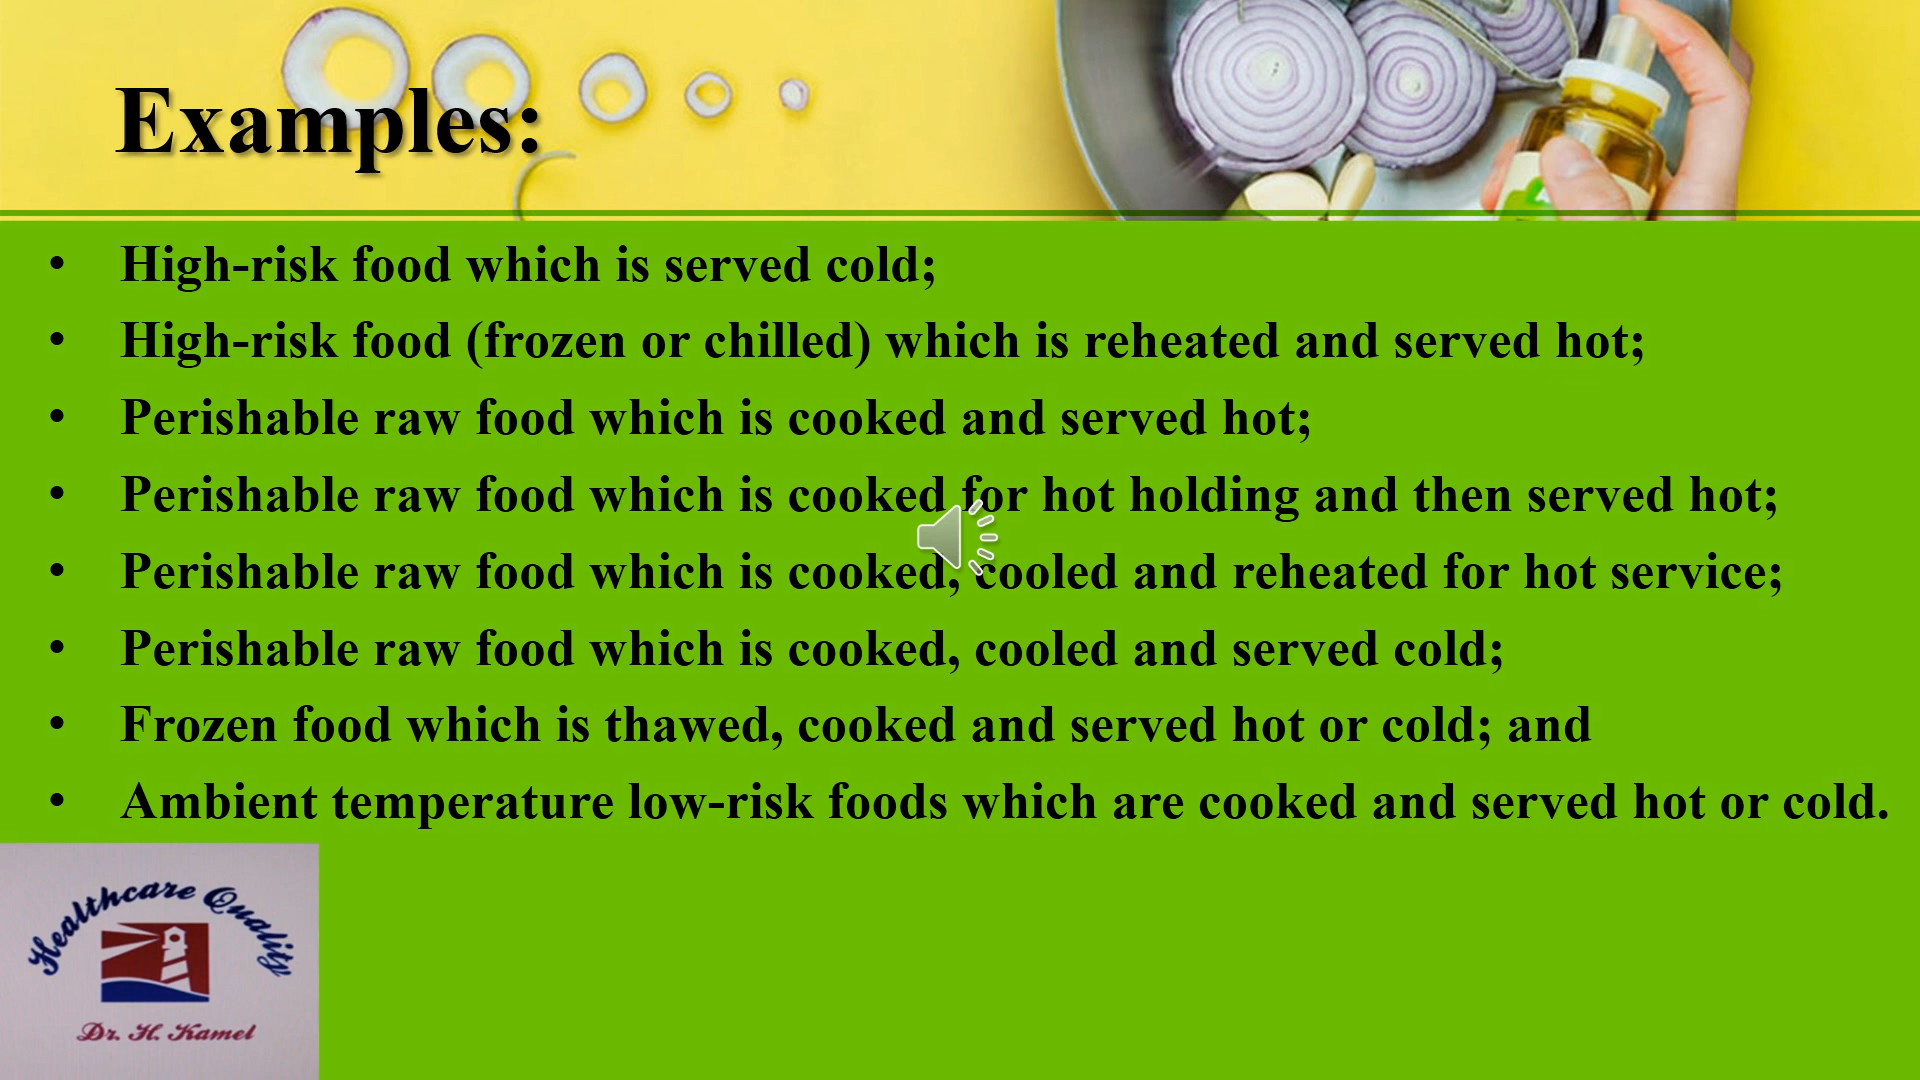 Examples:
• High-risk food which is served cold;
• High-risk food (frozen or chilled) which is reheated and served hot;
• Perishable raw food which is cooked and served hot;
• Perishable raw food which is cooked for hot holding and then served hot;
• Perishable raw food which is cooked, cooled and reheated for hot service;
• Perishable raw food which is cooked, cooled and served cold;
• Frozen food which is thawed, cooked and served hot or cold; and
• Ambient temperature low-risk foods which are cooked and served hot or cold.
Healthcare Quality
Dr. H. Kamel